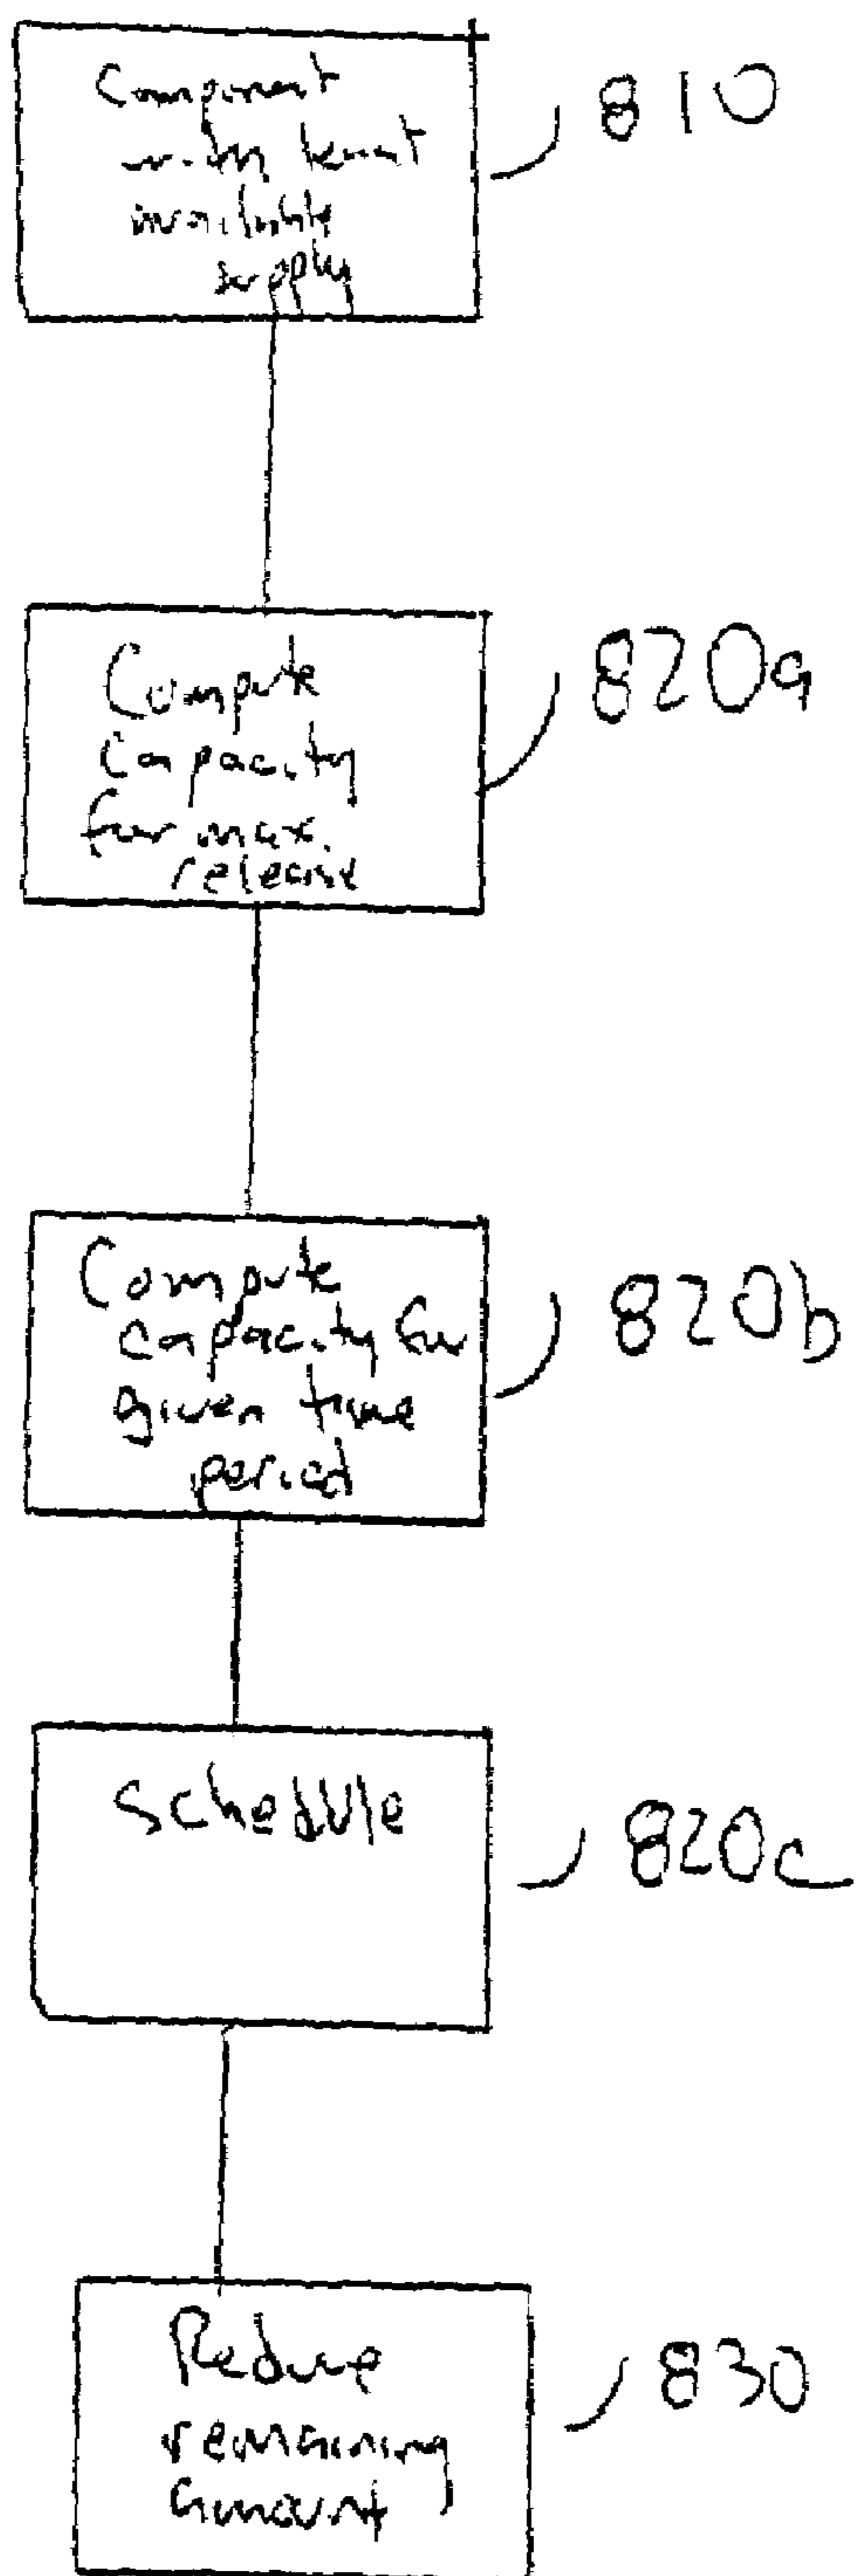 Component
with least
available
supply
810
Compute
capacity
for max.
release
820a
Compute
capacity for
given time
period
820b
Schedule
820c
Reduce
remaining
amount
830